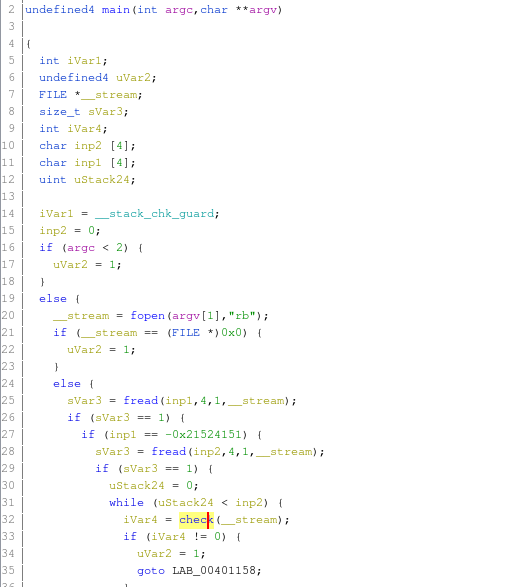 2 undefined4 main(int argc,char **argv)
3
4 {
5 int iVar1;
6 undefined4 uVar2;
7 FILE *__stream;
8 size_t sVar3;
9 int iVar4;
10 char inp2 [4];
11 char inp1 [4];
12 uint uStack24;
13
14 iVar1 = __stack_chk_guard;
15 inp2 = 0;
16 if (argc < 2) {
17 uVar2 = 1;
18 }
19 else {
20 __stream = fopen(argv[1],"rb");
21 if (__stream == (FILE *)0x0) {
22 uVar2 = 1;
23 }
24 else {
25 sVar3 = fread(inp1,4,1,__stream);
26 if (sVar3 == 1) {
27 if (inp1 == -0x21524151) {
28 sVar3 = fread(inp2,4,1,__stream);
29 if (sVar3 == 1) {
30 uStack24 = 0;
31 while (uStack24 < inp2) {
32 iVar4 = check(__stream);
33 if (iVar4 != 0) {
34 uVar2 = 1;
35 goto LAB_00401158;
36 }